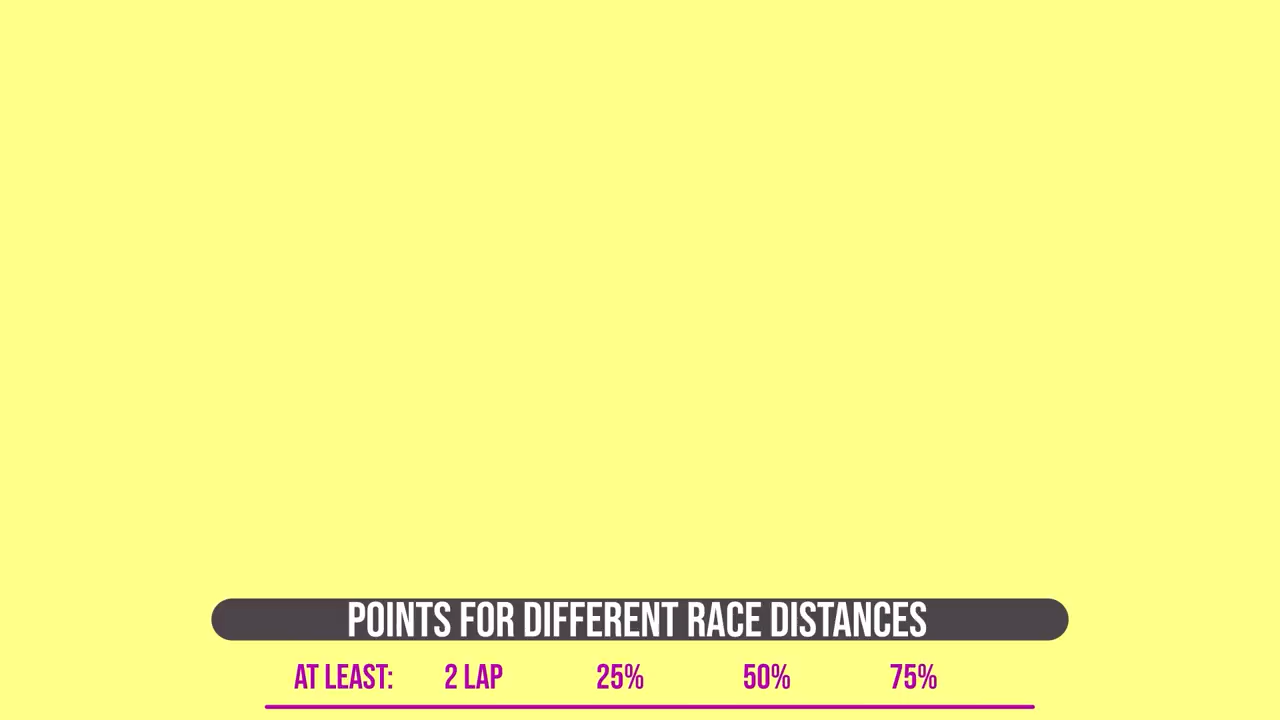 POINTS FOR DIFFERENT RACE DISTANCES
AT LEAST: 2 LAP 25% 50% 75%